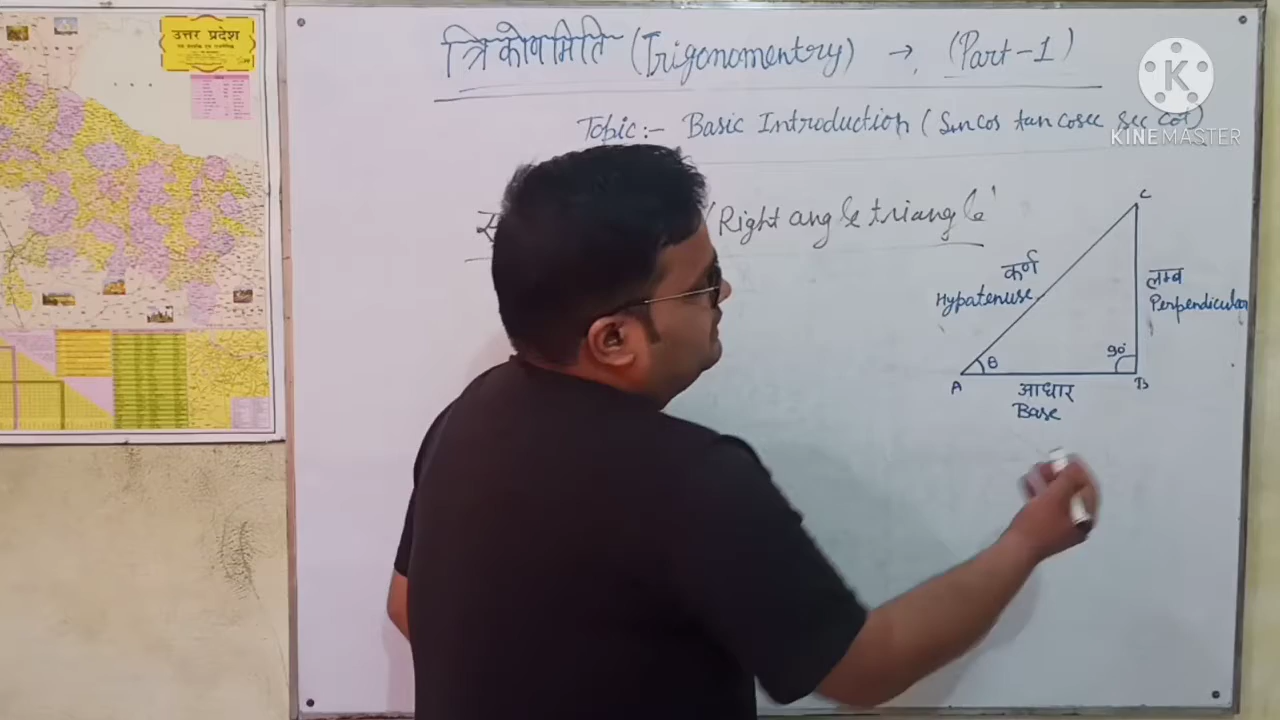 उत्तर प्रदेश
त्रिकोणमिति (Trigonomentry) → (Part-1)
Topic:- Basic Introduction (Sin cos tan cosec sec cot)
K
KINEMASTER
(Right angle triangle
C
कर्ण
Hypatenuse
लम्ब
Perpendicular
90°
θ
A
B
आधार
Base